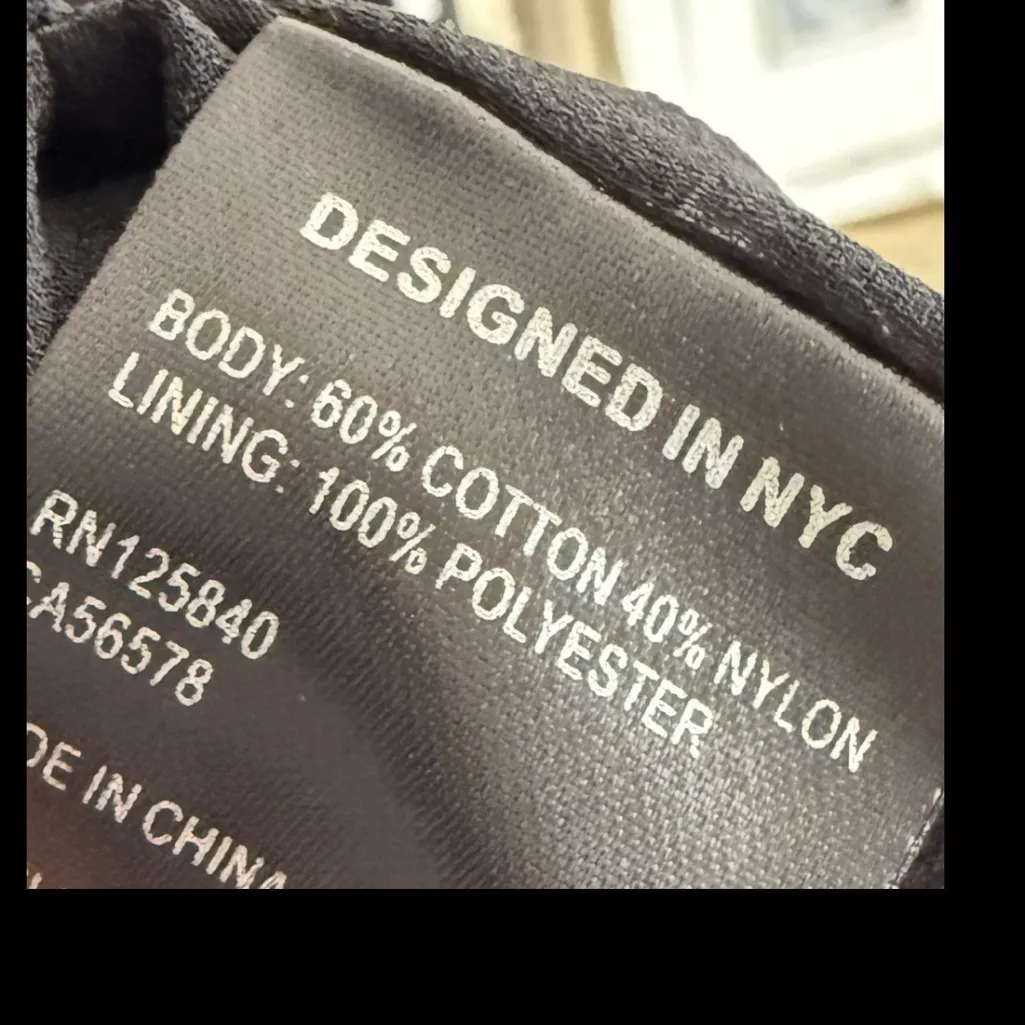 DESIGNED IN NYC
BODY: 60% COTTON 40% NYLON
LINING: 100% POLYESTER
RN125840
CA56578
DE IN CHINA